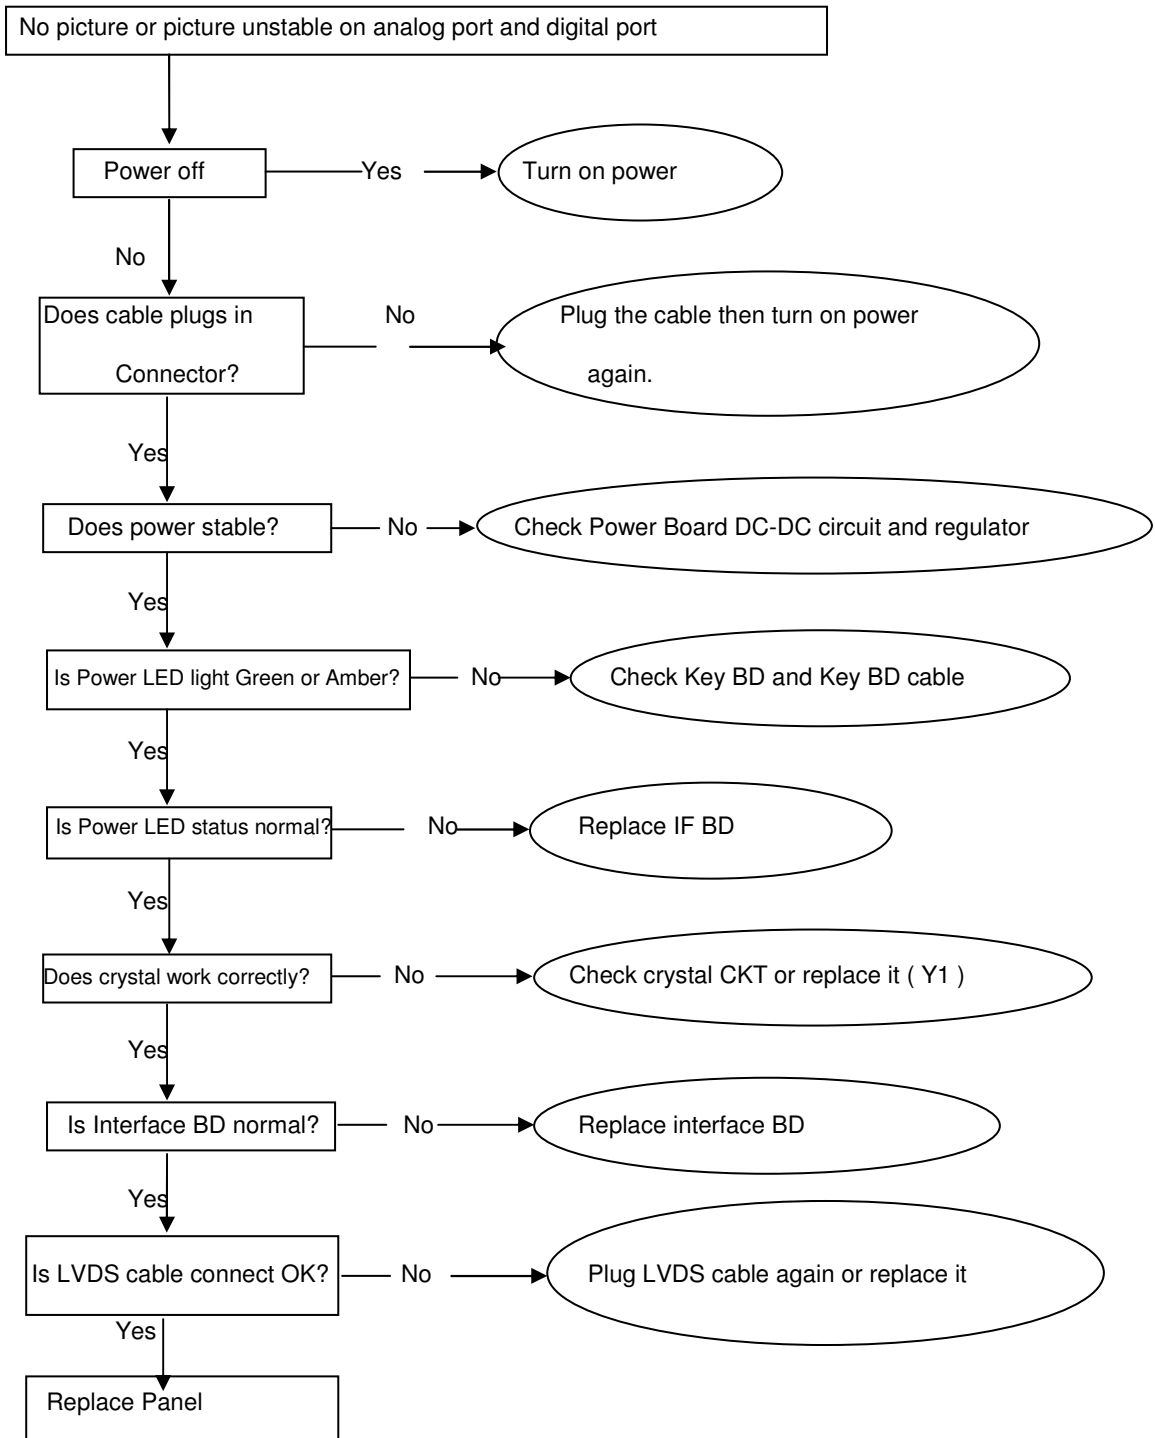 No picture or picture unstable on analog port and digital port
Power off
Yes
Turn on power
No
Does cable plugs in
Connector?
No
Plug the cable then turn on power
again.
Yes
Does power stable?
No
Check Power Board DC-DC circuit and regulator
Yes
Is Power LED light Green or Amber?
No
Check Key BD and Key BD cable
Yes
Is Power LED status normal?
No
Replace IF BD
Yes
Does crystal work correctly?
No
Check crystal CKT or replace it ( Y1 )
Yes
Is Interface BD normal?
No
Replace interface BD
Yes
Is LVDS cable connect OK?
No
Plug LVDS cable again or replace it
Yes
Replace Panel